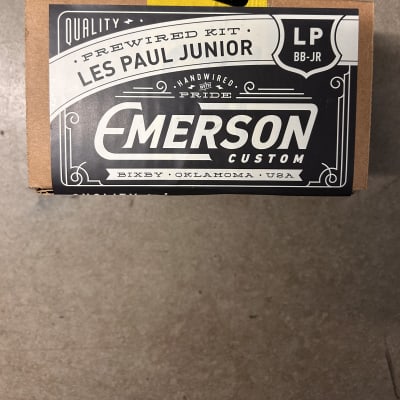 QUALITY
PREWIRED KIT
LES PAUL JUNIOR
LP
BB-JR
HANDWIRED
WITH
PRIDE
EMERSON
CUSTOM
BIXBY · OKLAHOMA · USA